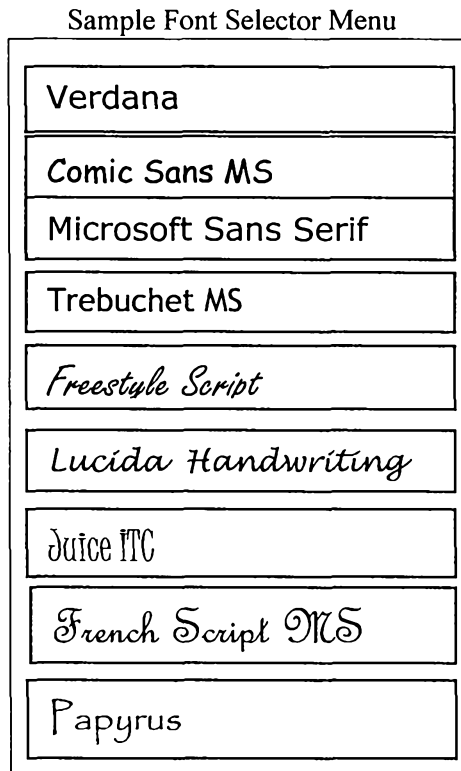 Sample Font Selector Menu
Verdana
Comic Sans MS
Microsoft Sans Serif
Trebuchet MS
Freestyle Script
Lucida Handwriting
Juice ITC
French Script MS
Papyrus